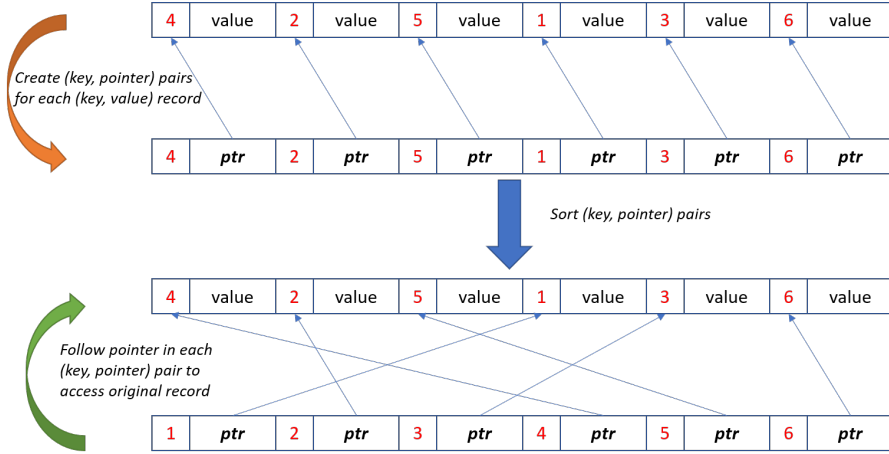 4 value 2 value 5 value 1 value 3 value 6 value
Create (key, pointer) pairs
for each (key, value) record
4 ptr 2 ptr 5 ptr 1 ptr 3 ptr 6 ptr
Sort (key, pointer) pairs
4 value 2 value 5 value 1 value 3 value 6 value
Follow pointer in each
(key, pointer) pair to
access original record
1 ptr 2 ptr 3 ptr 4 ptr 5 ptr 6 ptr